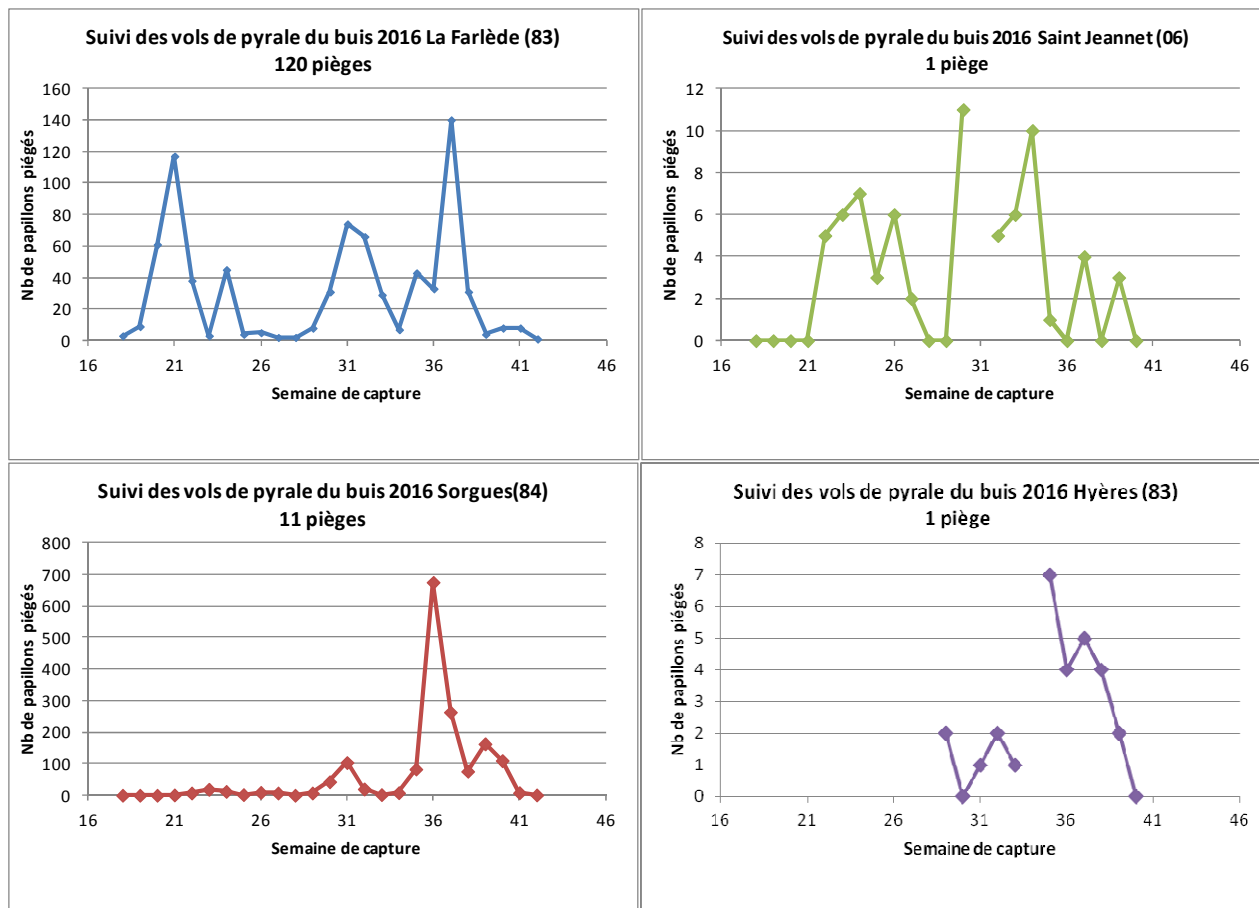 Suivi des vols de pyrale du buis 2016 La Farlède (83)
120 pièges
Nb de papillons piégés
160
140
120
100
80
60
40
20
0
16 21 26 31 36 41 46
Semaine de capture
Suivi des vols de pyrale du buis 2016 Saint Jeannet (06)
1 piège
Nb de papillons piégés
12
10
8
6
4
2
0
16 21 26 31 36 41 46
Semaine de capture
Suivi des vols de pyrale du buis 2016 Sorgues(84)
11 pièges
Nb de papillons piégés
800
700
600
500
400
300
200
100
0
16 21 26 31 36 41 46
Semaine de capture
Suivi des vols de pyrale du buis 2016 Hyères (83)
1 piège
Nb de papillons piégés
8
7
6
5
4
3
2
1
0
16 21 26 31 36 41 46
Semaine de capture